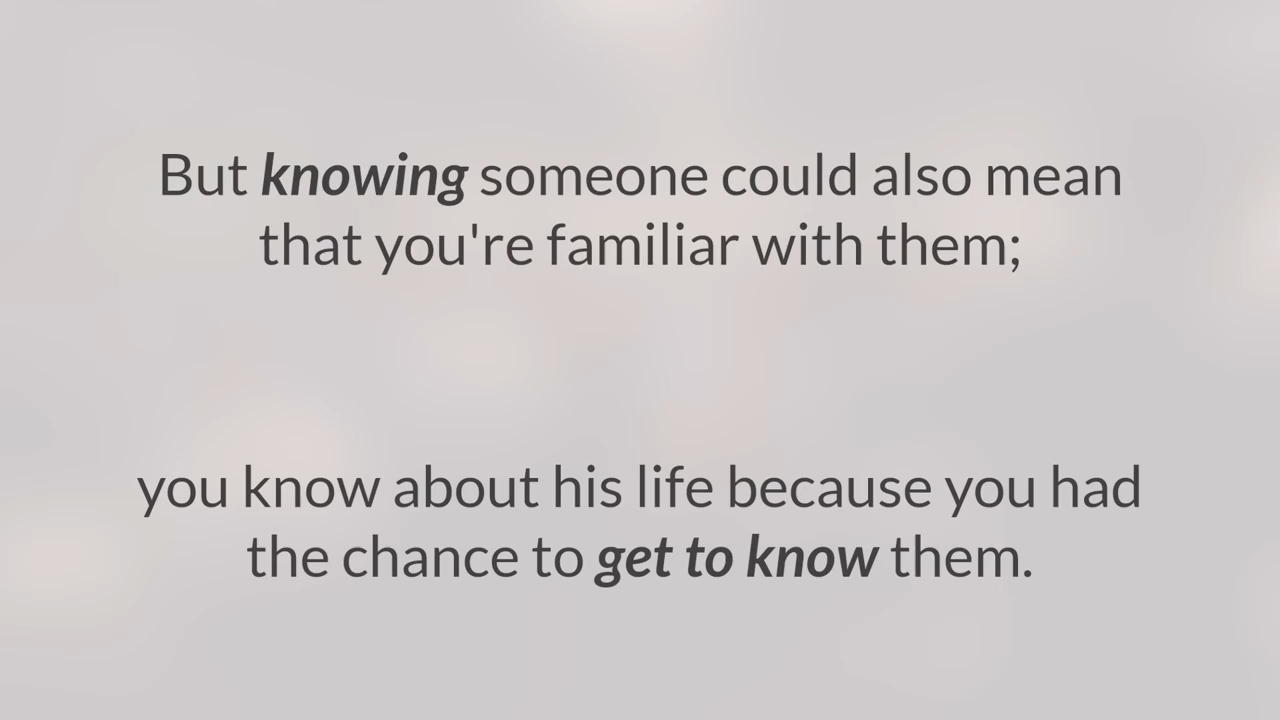 But knowing someone could also mean
that you're familiar with them;
you know about his life because you had
the chance to get to know them.